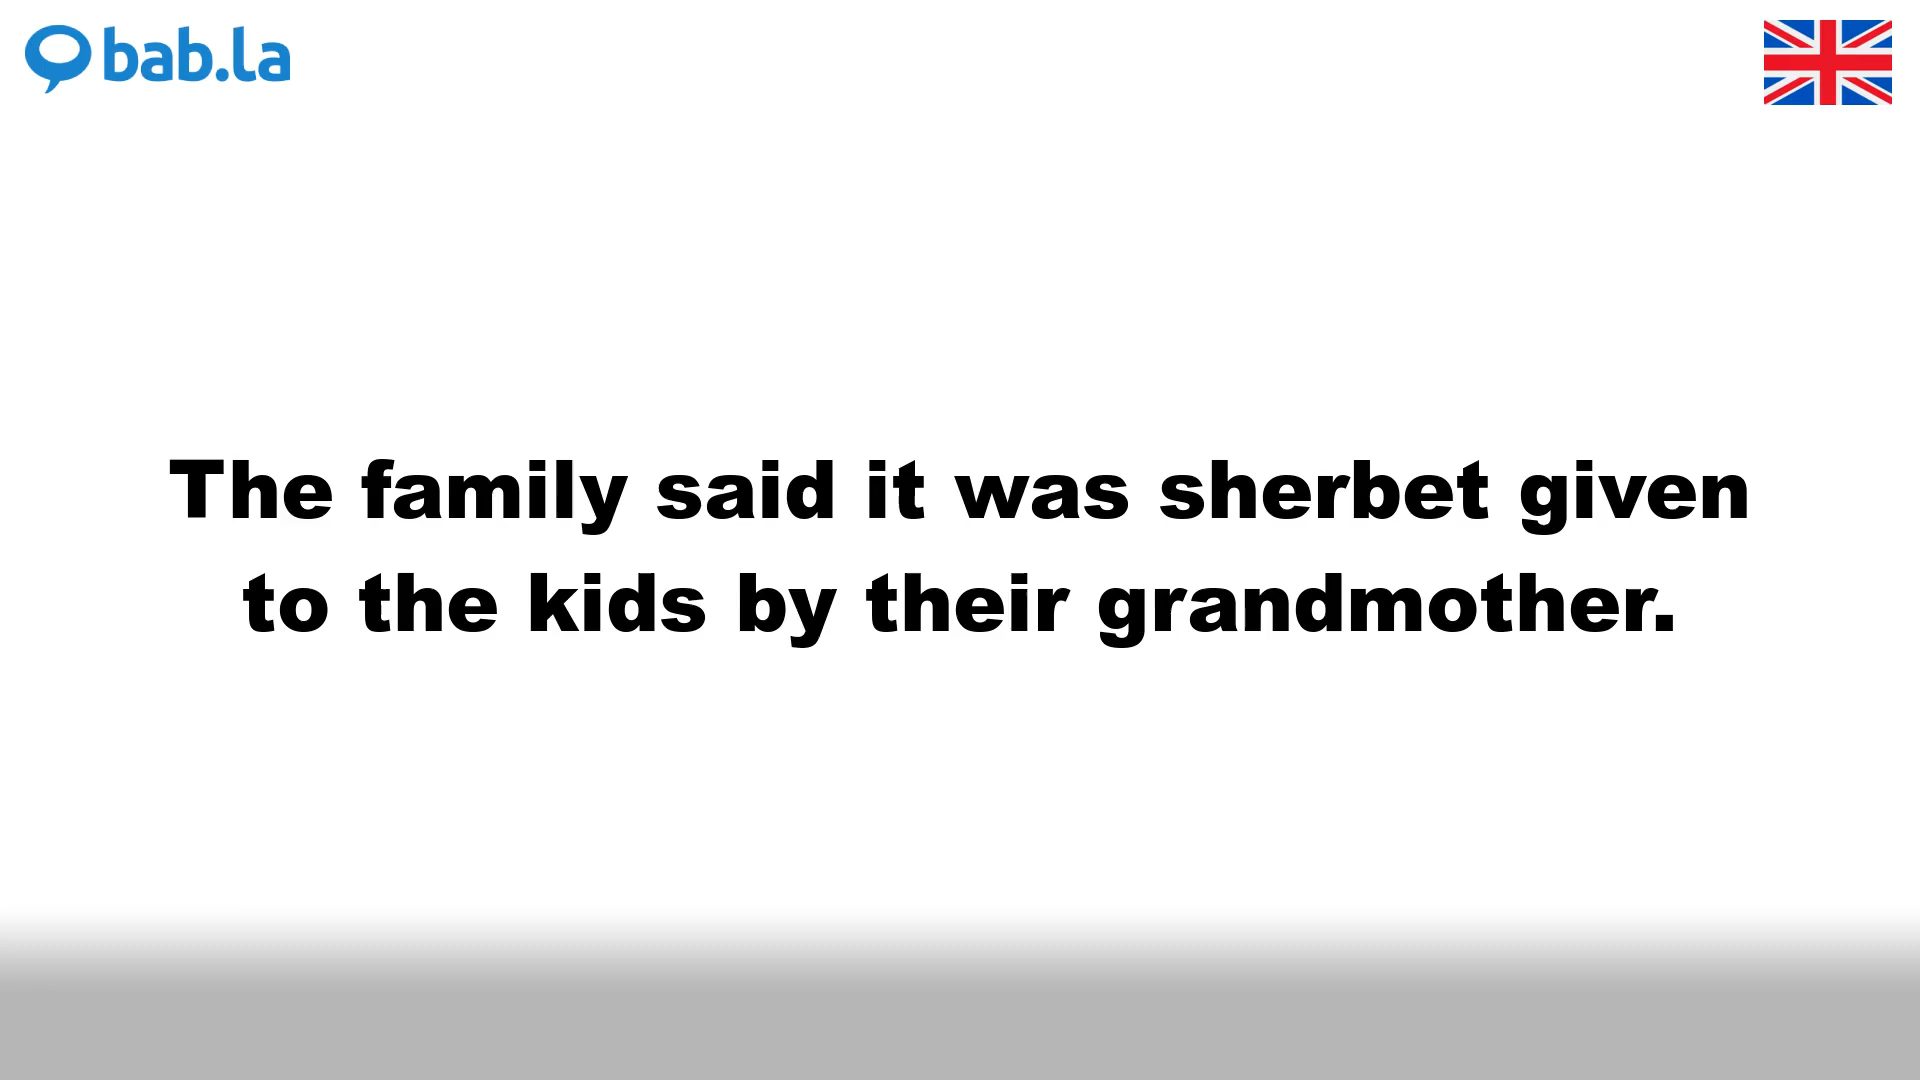 bab.la
The family said it was sherbet given
to the kids by their grandmother.